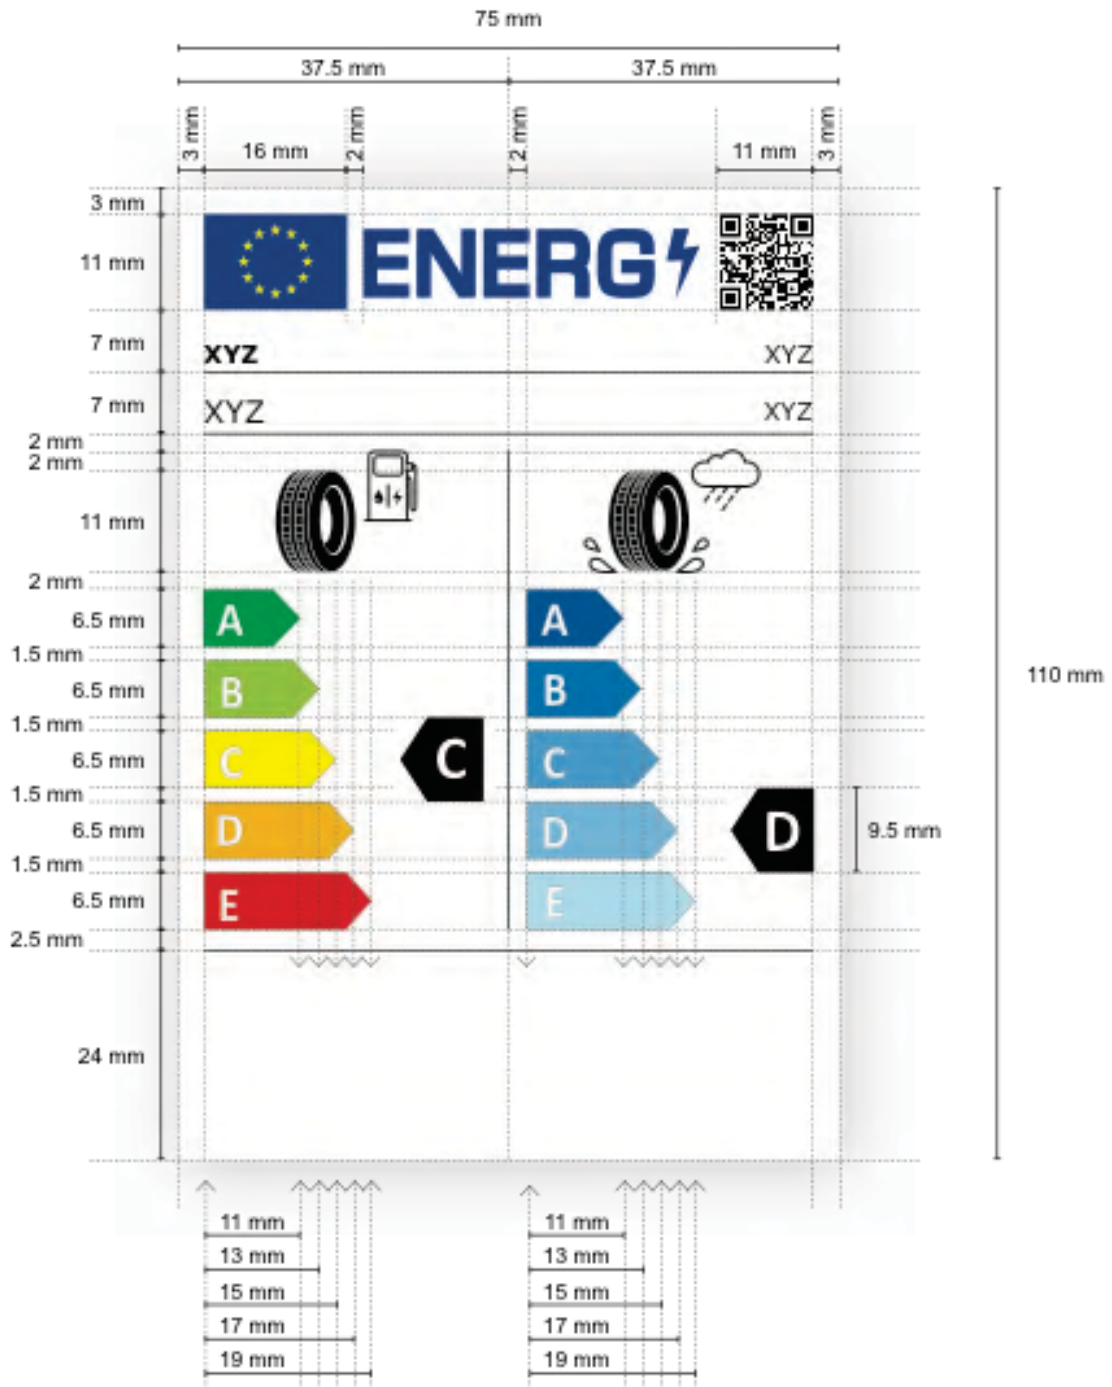 75 mm
37.5 mm 37.5 mm
3 mm 16 mm 2 mm 2 mm 11 mm 3 mm
3 mm
11 mm ENERG
7 mm XYZ XYZ
7 mm XYZ XYZ
2 mm
2 mm
11 mm
2 mm
6.5 mm A A
1.5 mm
110 mm
6.5 mm B B
1.5 mm
6.5 mm C C C
1.5 mm
6.5 mm D D D 9.5 mm
1.5 mm
6.5 mm E E
2.5 mm
24 mm
11 mm 11 mm
13 mm 13 mm
15 mm 15 mm
17 mm 17 mm
19 mm 19 mm